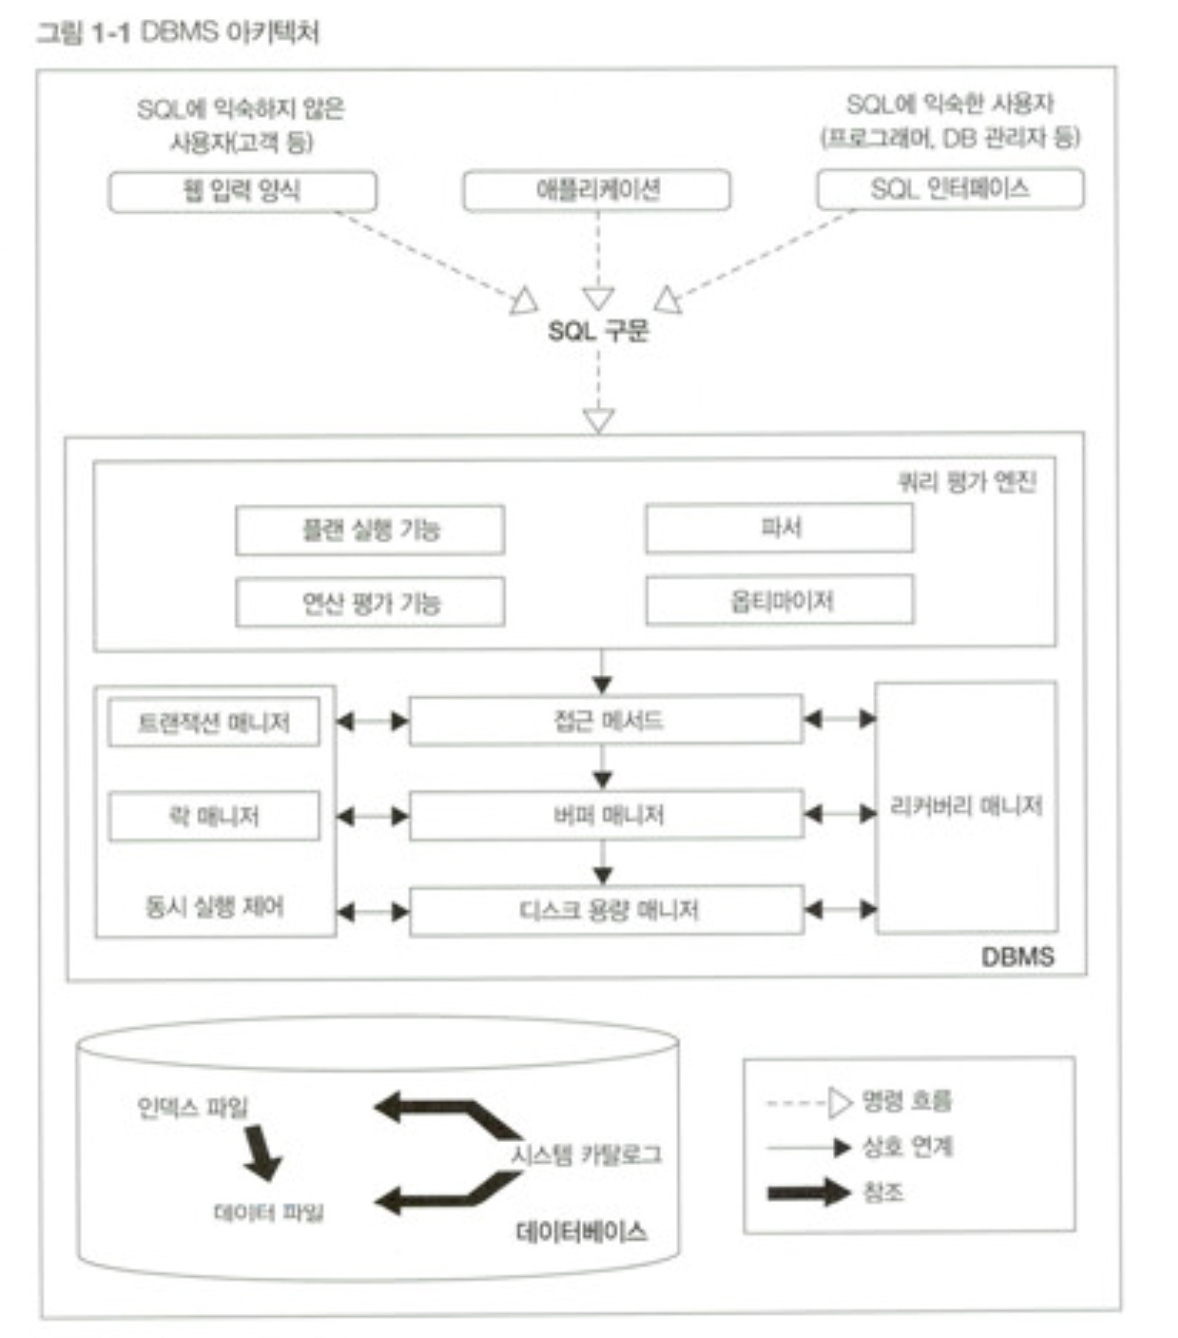 그림 1-1 DBMS 아키텍처
SQL에 익숙하지 않은
사용자(고객 등)
SQL에 익숙한 사용자
(프로그래머, DB 관리자 등)
웹 입력 양식
애플리케이션
SQL 인터페이스
SQL 구문
쿼리 평가 엔진
플랜 실행 기능
파서
연산 평가 기능
옵티마이저
트랜잭션 매니저
접근 메서드
락 매니저
버퍼 매니저
리커버리 매니저
동시 실행 제어
디스크 용량 매니저
DBMS
인덱스 파일
시스템 카탈로그
데이터 파일
데이터베이스
명령 흐름
상호 연계
참조